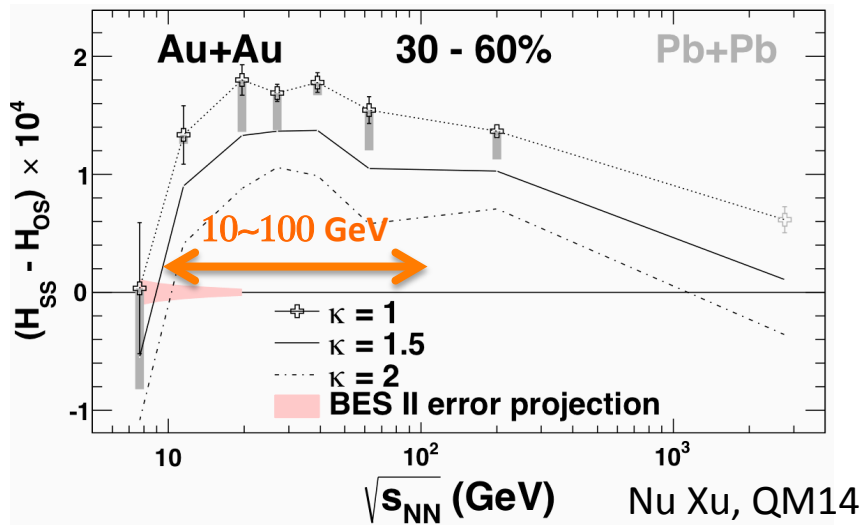 Au+Au 30 - 60% Pb+Pb
(H_SS - H_OS) × 10^4
2
1
0
-1
10~100 GeV
κ = 1
κ = 1.5
κ = 2
BES II error projection
10 10^2 10^3
√s_NN (GeV)
Nu Xu, QM14